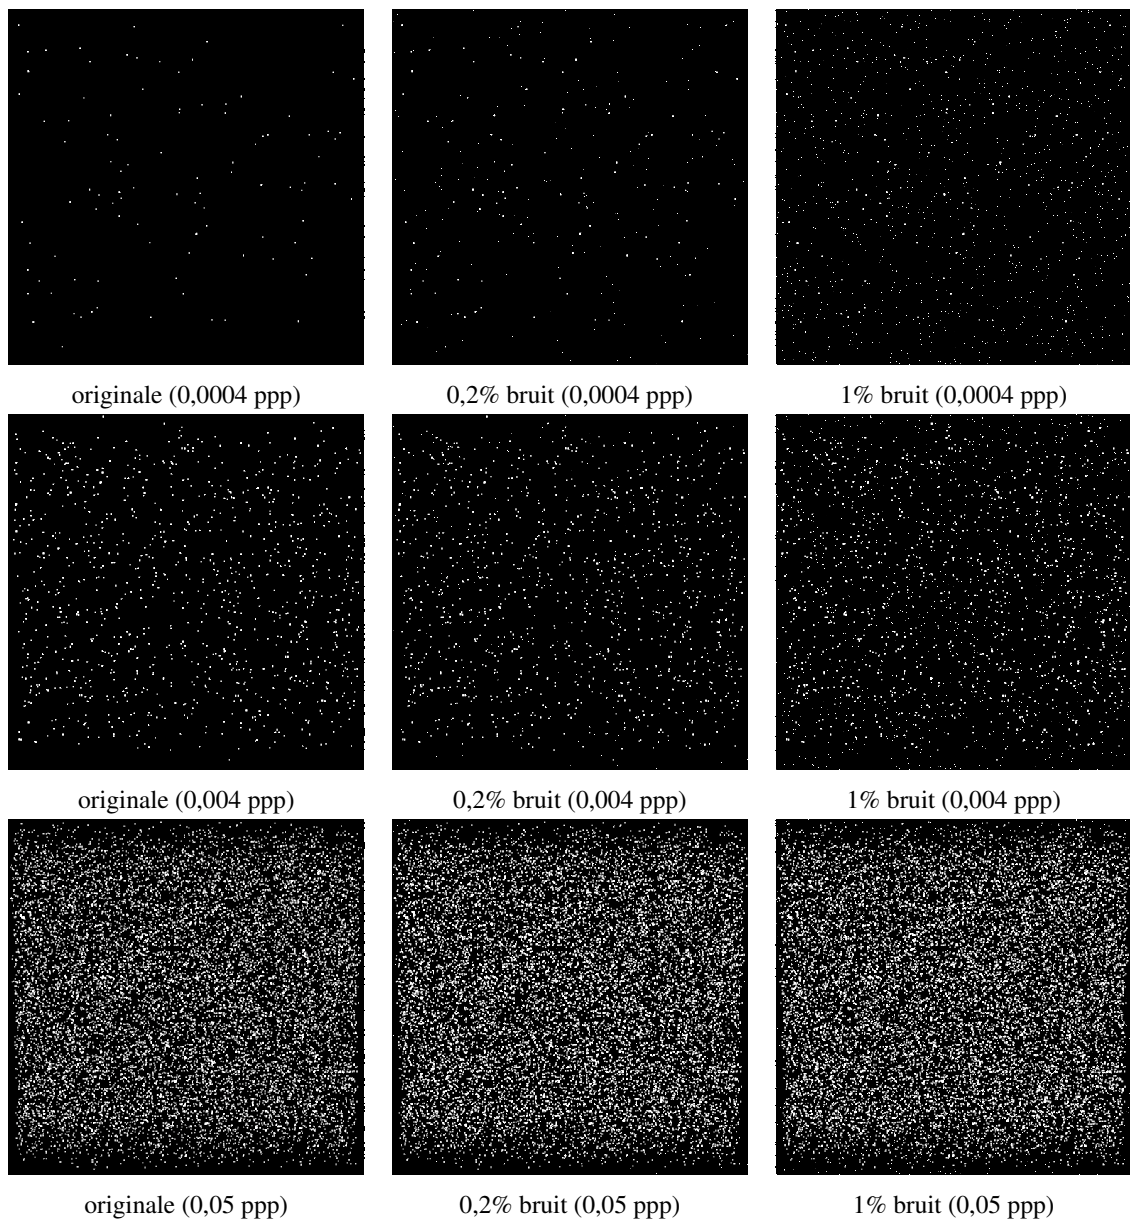 originale (0,0004 ppp) 0,2% bruit (0,0004 ppp) 1% bruit (0,0004 ppp)
originale (0,004 ppp) 0,2% bruit (0,004 ppp) 1% bruit (0,004 ppp)
originale (0,05 ppp) 0,2% bruit (0,05 ppp) 1% bruit (0,05 ppp)